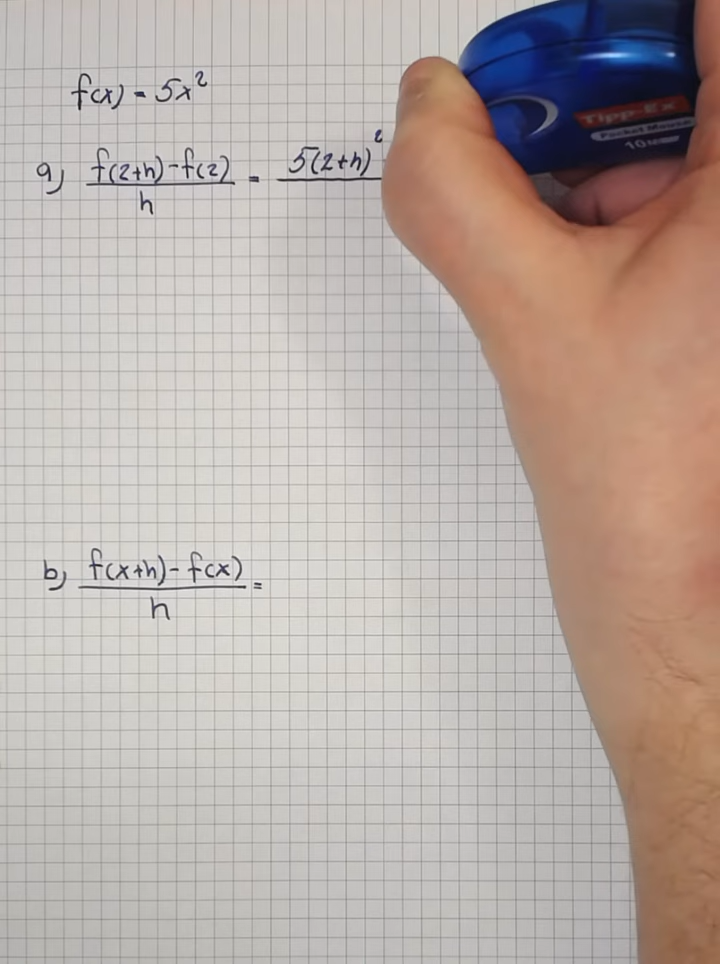 f(x) = 5x²
Tipp-Ex
Pocket Mouse
a) f(2+h)-f(2) / h = 5(2+h)²
b) f(x+h)-f(x) / h =